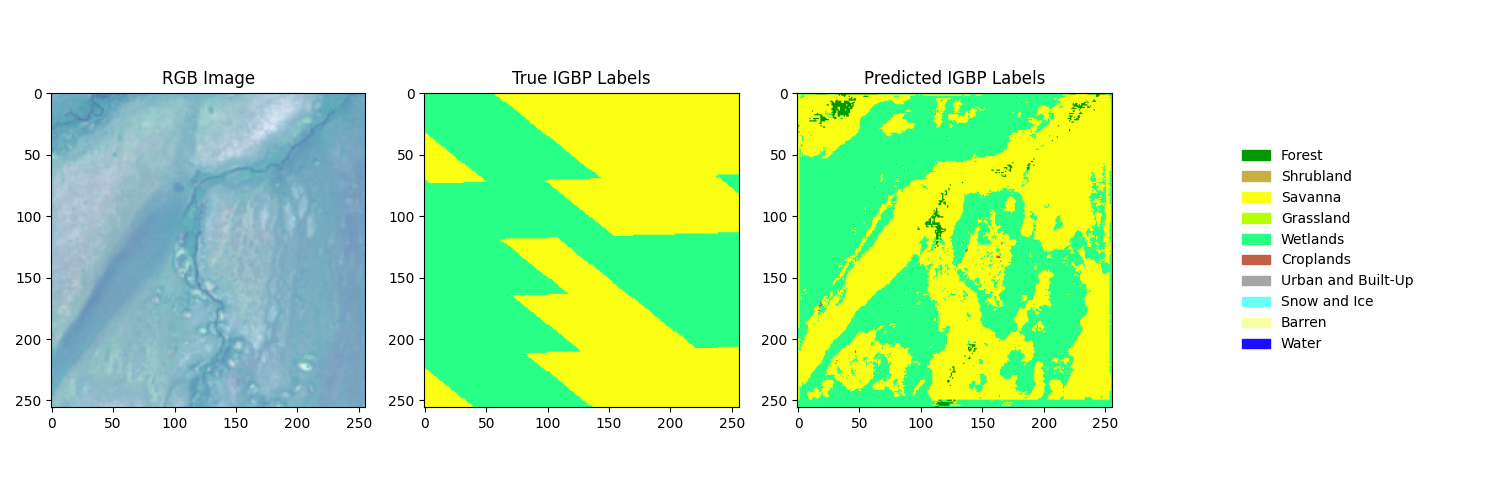 RGB Image
True IGBP Labels
Predicted IGBP Labels
0
50
100
150
200
250
0
50
100
150
200
250
0
50
100
150
200
250
0
50
100
150
200
250
0
50
100
150
200
250
0
50
100
150
200
250
Forest
Shrubland
Savanna
Grassland
Wetlands
Croplands
Urban and Built-Up
Snow and Ice
Barren
Water